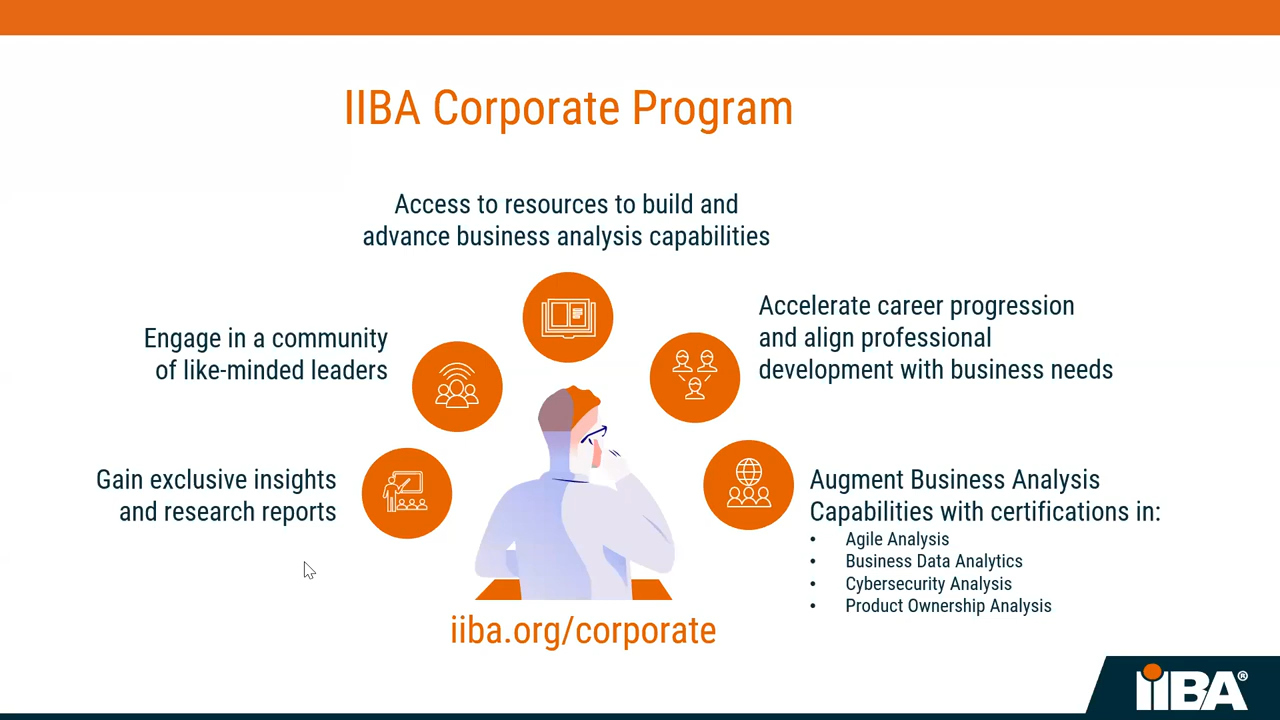 IIBA Corporate Program
Access to resources to build and
advance business analysis capabilities
Engage in a community
of like-minded leaders
Accelerate career progression
and align professional
development with business needs
Gain exclusive insights
and research reports
Augment Business Analysis
Capabilities with certifications in:
• Agile Analysis
• Business Data Analytics
• Cybersecurity Analysis
• Product Ownership Analysis
iiba.org/corporate
iiBA®